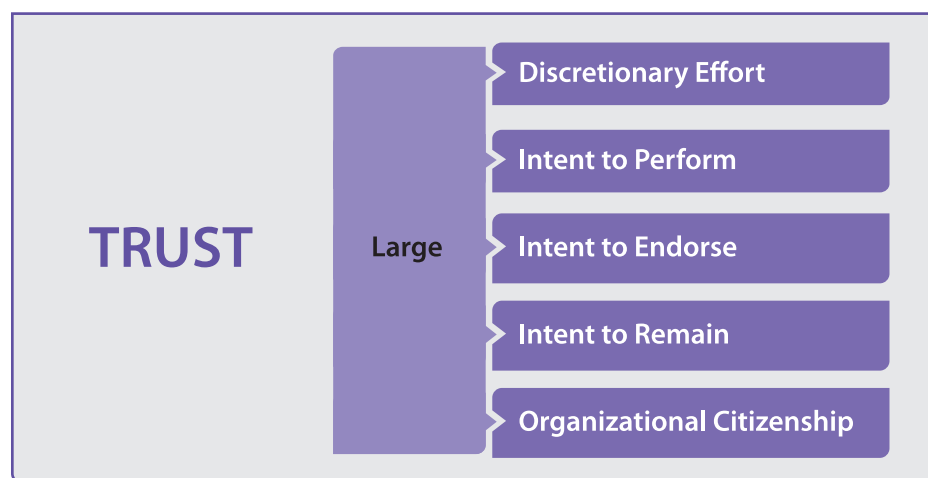 TRUST
Large
Discretionary Effort
Intent to Perform
Intent to Endorse
Intent to Remain
Organizational Citizenship